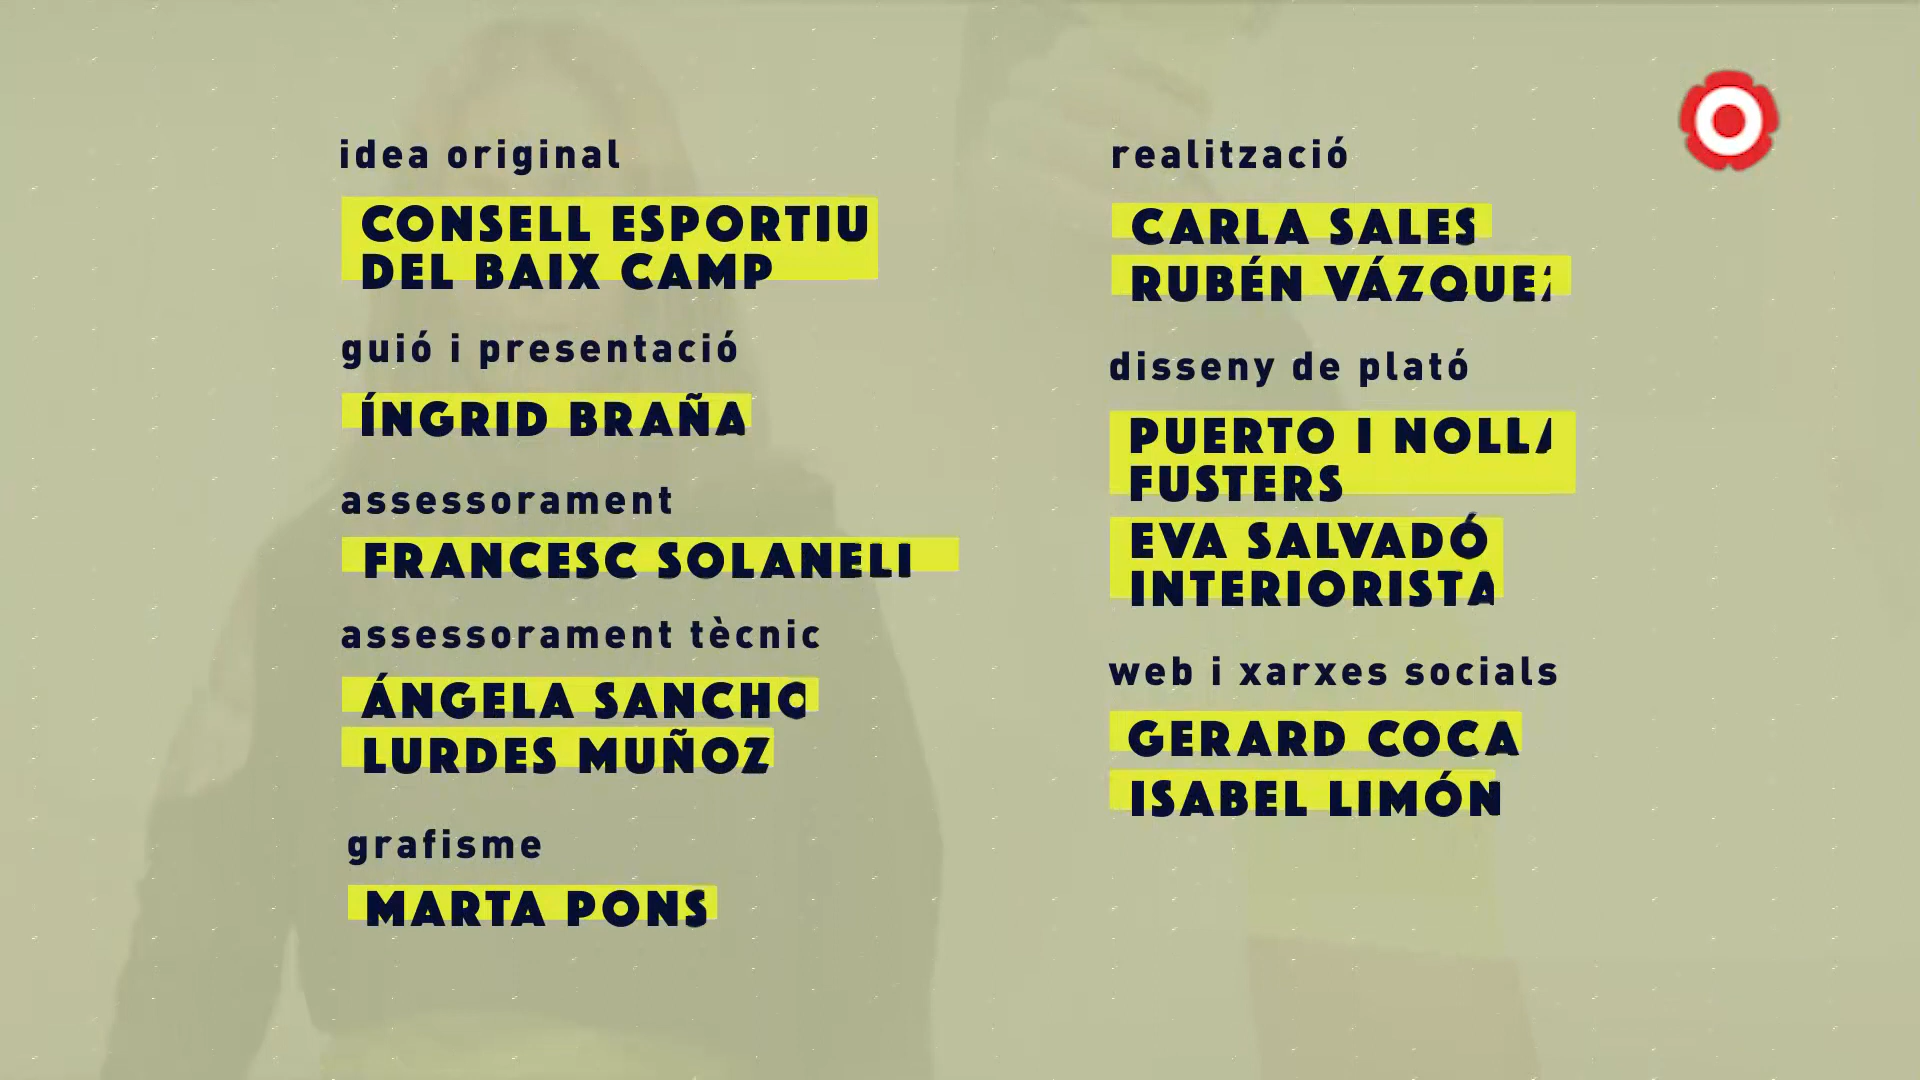 idea original
CONSELL ESPORTIU
DEL BAIX CAMP
guió i presentació
ÍNGRID BRAÑA
assessorament
FRANCESC SOLANELI
assessorament tècnic
ÁNGELA SANCHO
LURDES MUÑOZ
grafisme
MARTA PONS
realització
CARLA SALES
RUBÉN VÁZQUEZ
disseny de plató
PUERTO I NOLLA
FUSTERS
EVA SALVADÓ
INTERIORISTA
web i xarxes socials
GERARD COCA
ISABEL LIMÓN